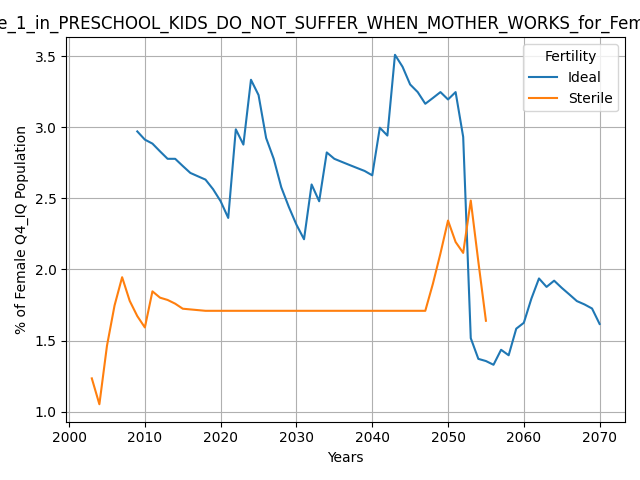 e_1_in_PRESCHOOL_KIDS_DO_NOT_SUFFER_WHEN_MOTHER_WORKS_for_Fem
Fertility
Ideal
Sterile
% of Female Q4_IQ Population
3.5
3.0
2.5
2.0
1.5
1.0
2000 2010 2020 2030 2040 2050 2060 2070
Years